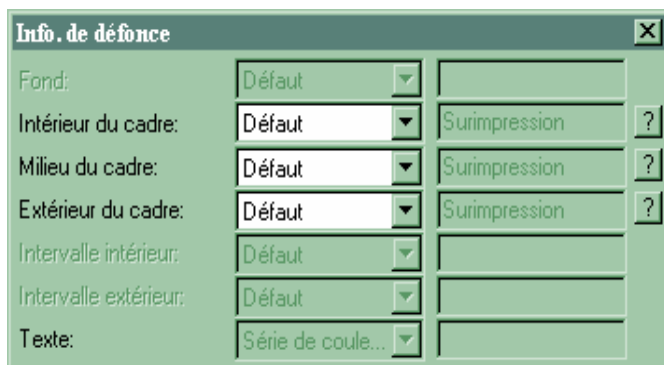 Info. de défonce
Fond: Défaut
Intérieur du cadre: Défaut Surimpression ?
Milieu du cadre: Défaut Surimpression ?
Extérieur du cadre: Défaut Surimpression ?
Intervalle intérieur: Défaut
Intervalle extérieur: Défaut
Texte: Série de coule...